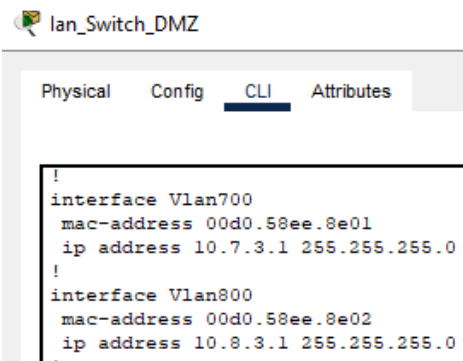 lan_Switch_DMZ
Physical Config CLI Attributes
!
interface Vlan700
mac-address 00d0.58ee.8e01
ip address 10.7.3.1 255.255.255.0
!
interface Vlan800
mac-address 00d0.58ee.8e02
ip address 10.8.3.1 255.255.255.0